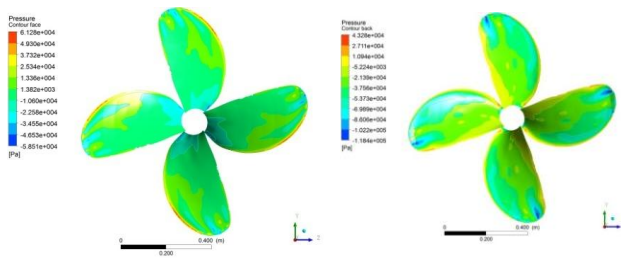 Pressure
Contour face
6.128e+004
4.930e+004
3.732e+004
2.534e+004
1.336e+004
1.382e+003
-1.060e+004
-2.258e+004
-3.455e+004
-4.653e+004
-5.851e+004
[Pa]
0
0.400 (m)
0.200
Y
Z
Pressure
Contour back
4.328e+004
2.711e+004
1.094e+004
-5.224e+003
-2.139e+004
-3.756e+004
-5.373e+004
-6.989e+004
-8.606e+004
-1.022e+005
-1.184e+005
[Pa]
0
0.400 (m)
0.200
Y